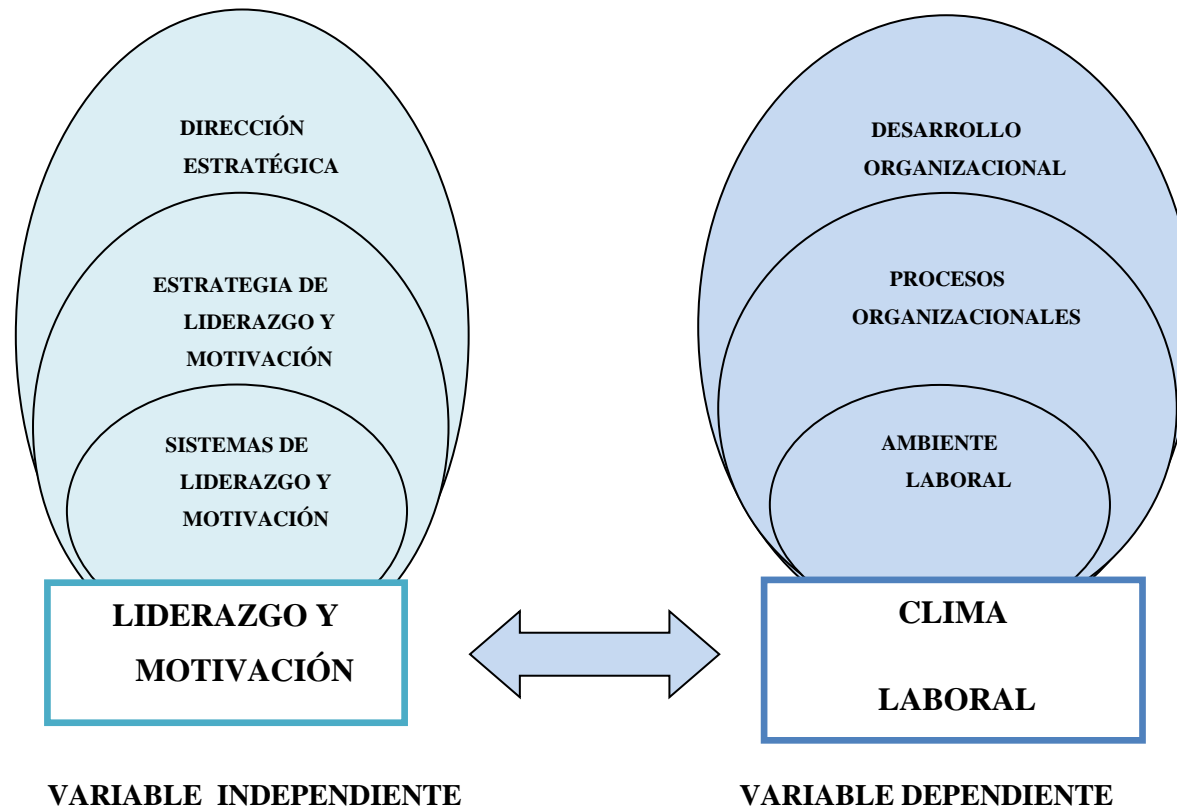 DIRECCIÓN
ESTRATÉGICA
ESTRATEGIA DE
LIDERAZGO Y
MOTIVACIÓN
SISTEMAS DE
LIDERAZGO Y
MOTIVACIÓN
LIDERAZGO Y
MOTIVACIÓN
VARIABLE INDEPENDIENTE
DESARROLLO
ORGANIZACIONAL
PROCESOS
ORGANIZACIONALES
AMBIENTE
LABORAL
CLIMA
LABORAL
VARIABLE DEPENDIENTE